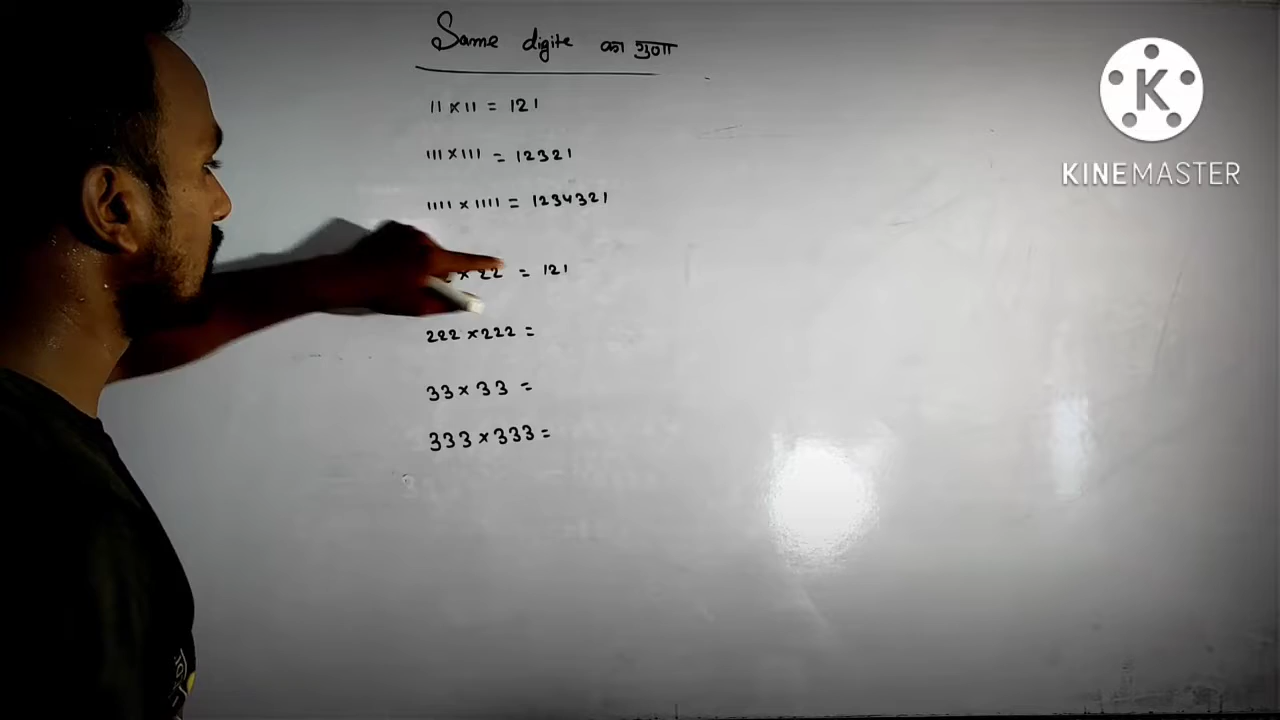 Same digite का गुणा
11 × 11 = 121
111 × 111 = 12321
1111 × 1111 = 1234321
× 22 = 121
222 × 222 =
33 × 33 =
333 × 333 =
K
KINEMASTER